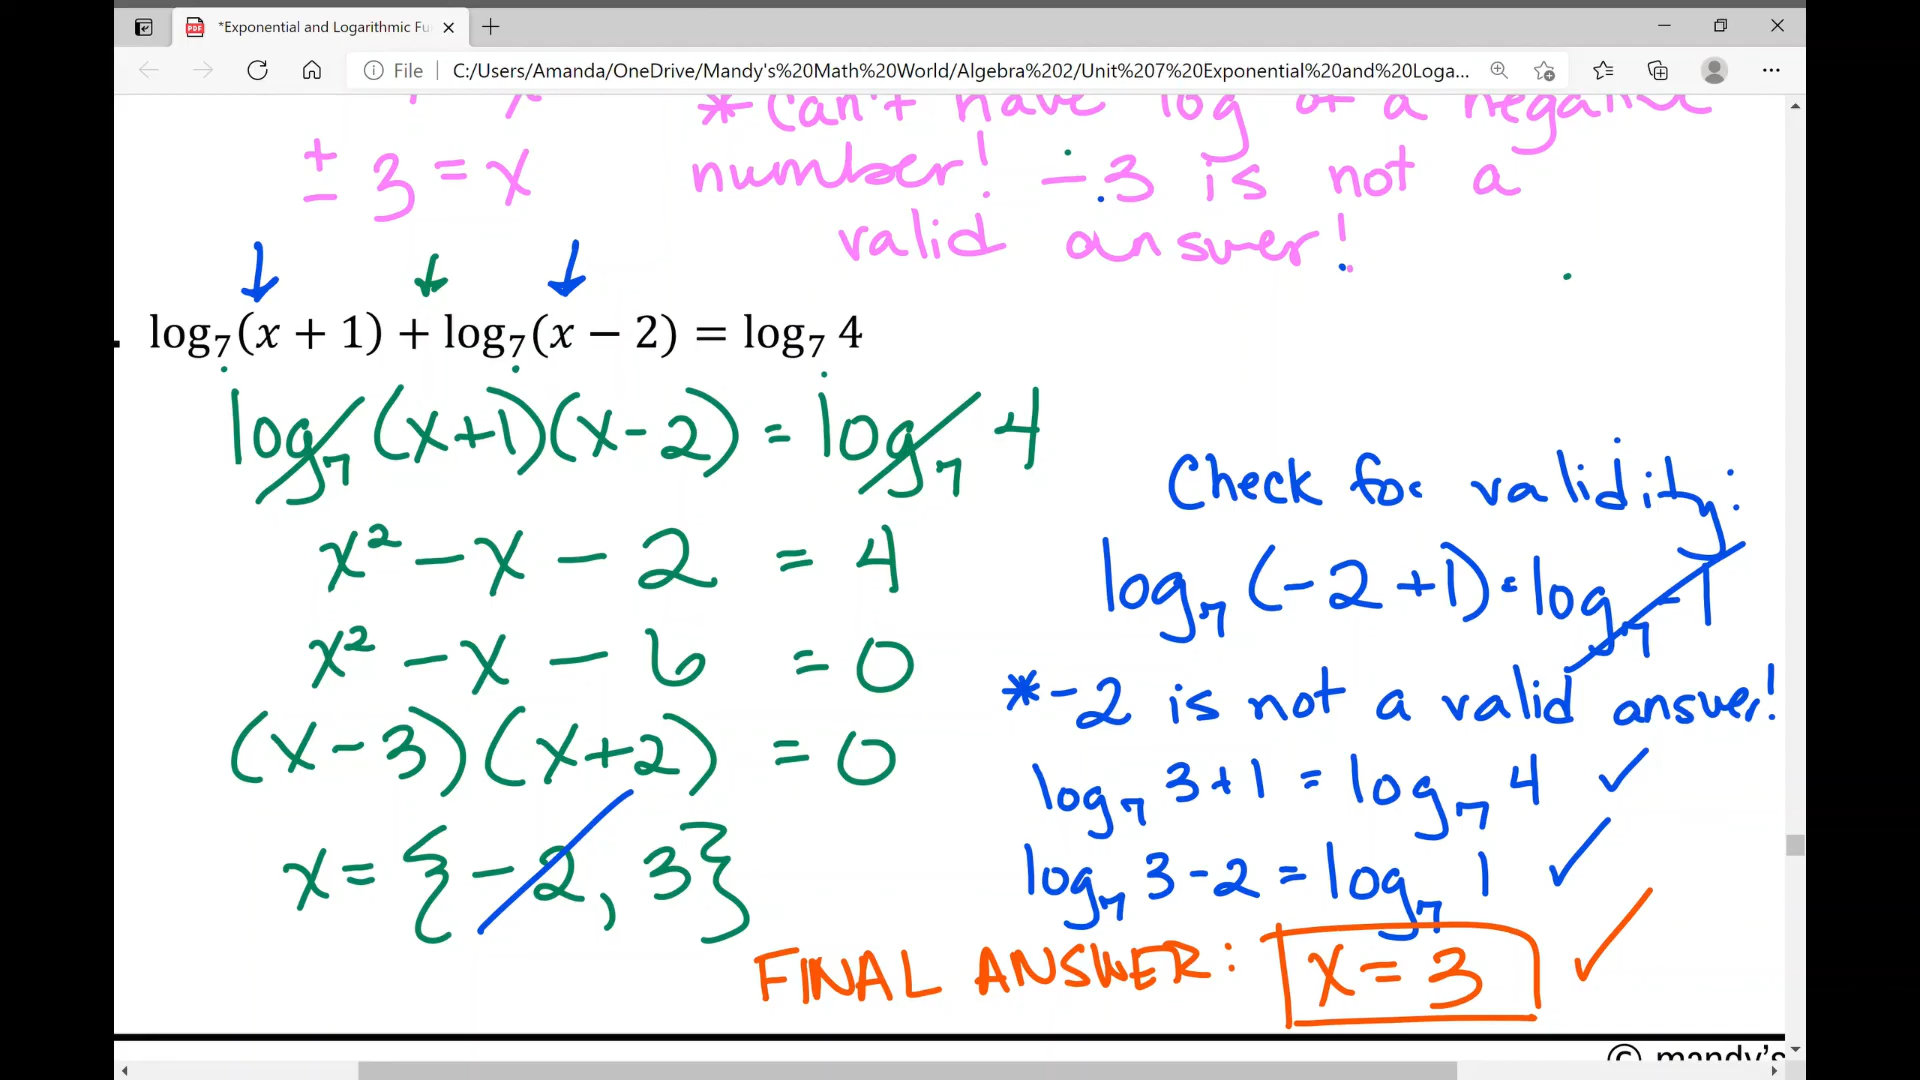 *Exponential and Logarithmic Fu
File C:/Users/Amanda/OneDrive/Mandy's%20Math%20World/Algebra%202/Unit%207%20Exponential%20and%20Loga...
*Can't have log of a negative
± 3 = x number! -3 is not a
valid answer!
. log₇(x + 1) + log₇(x − 2) = log₇ 4
log₇ (x+1)(x-2) = log₇ 4
Check for validity:
x² - x - 2 = 4
log₇ (-2+1) = log₇ -1
x² - x - 6 = 0
*-2 is not a valid answer!
(x-3)(x+2) = 0
log₇ 3+1 = log₇ 4 ✓
x = {-2, 3}
log₇ 3-2 = log₇ 1 ✓
FINAL ANSWER: x = 3 ✓
© mandy's